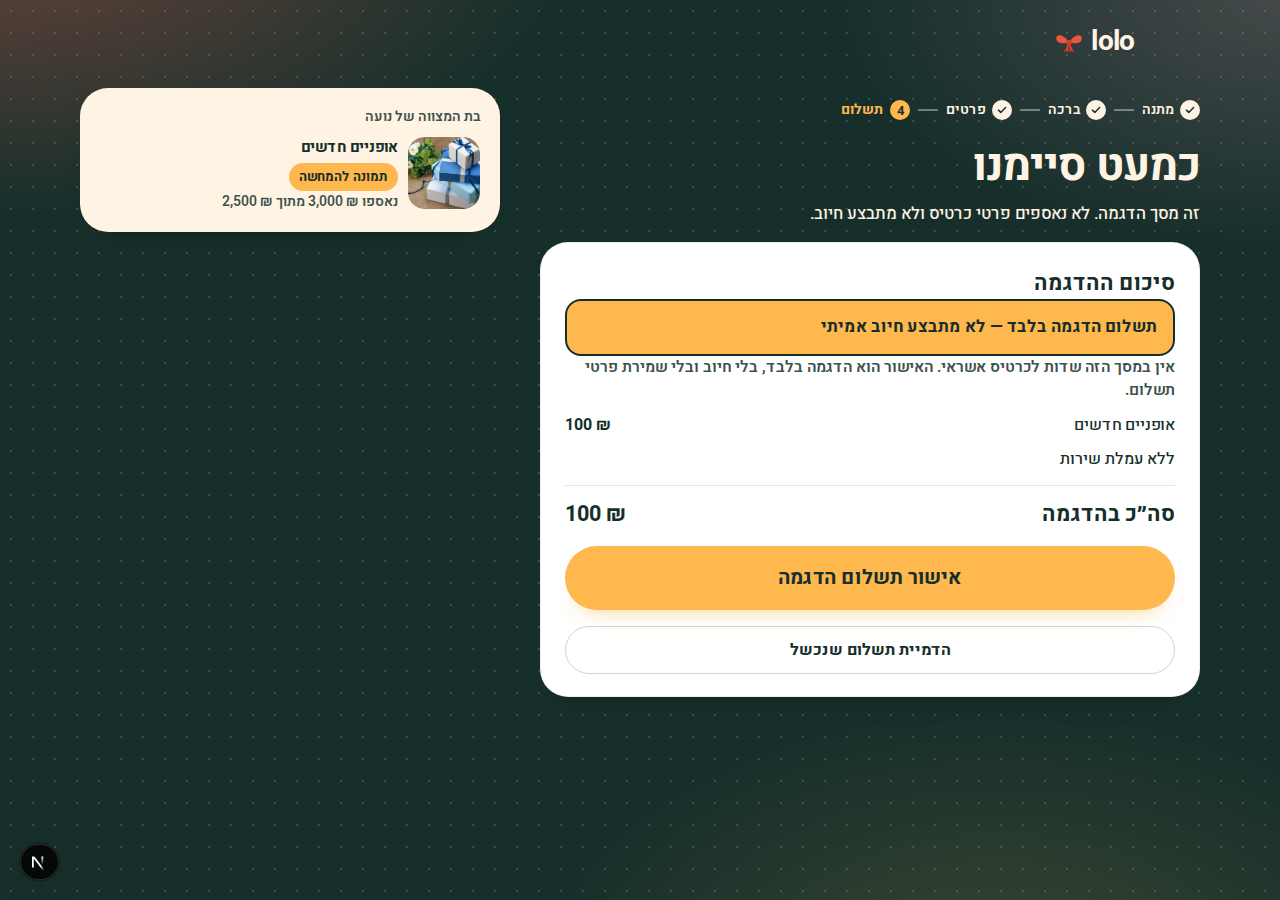 lolo
מתנה
ברכה
פרטים
4 תשלום
כמעט סיימנו
זה מסך הדגמה. לא נאספים פרטי כרטיס ולא מתבצע חיוב.
סיכום ההדגמה
תשלום הדגמה בלבד – לא מתבצע חיוב אמיתי
אין במסך הזה שדות לכרטיס אשראי. האישור הוא הדגמה בלבד, בלי חיוב ובלי שמירת פרטי
תשלום.
אופניים חדשים 100 ₪
ללא עמלת שירות
סה״כ בהדגמה 100 ₪
אישור תשלום הדגמה
הדמיית תשלום שנכשל
בת המצווה של נועה
אופניים חדשים
תמונה להמחשה
נאספו 3,000 ₪ מתוך 2,500 ₪
N